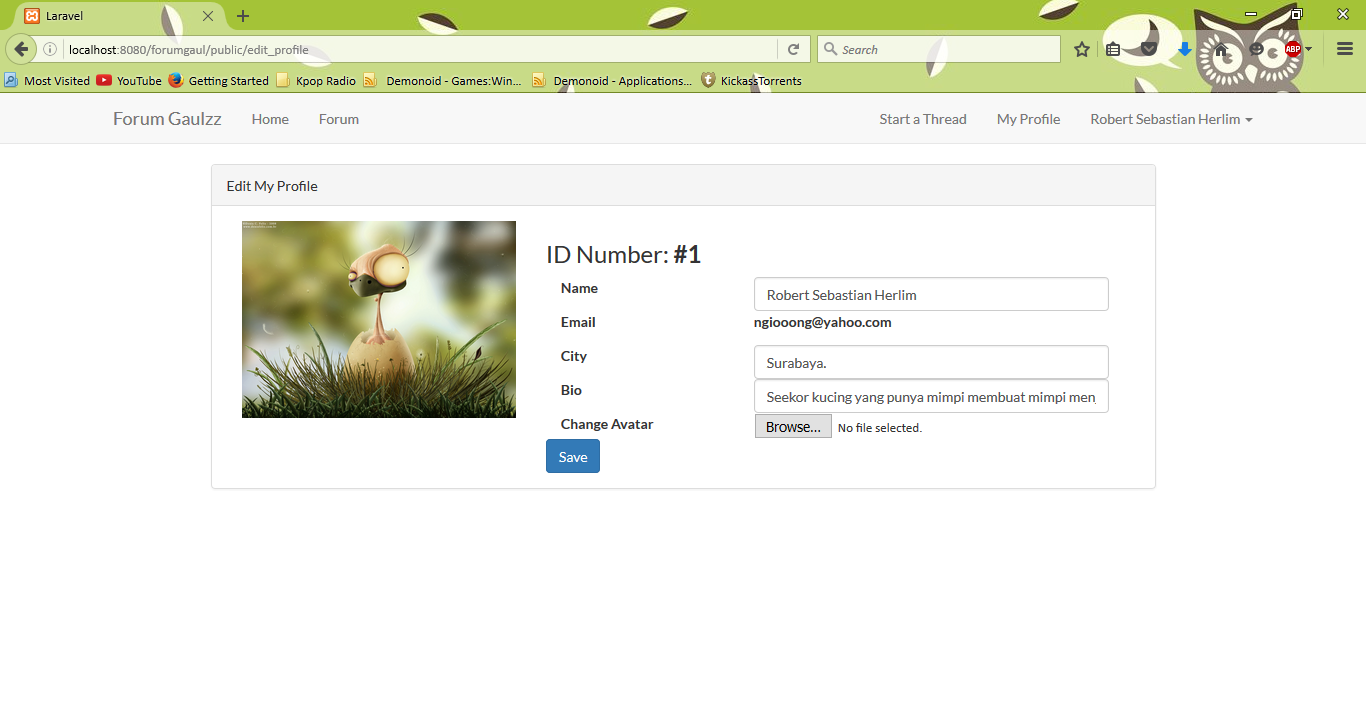 Laravel
localhost:8080/forumgaul/public/edit_profile
Search
ABP
Most Visited YouTube Getting Started Kpop Radio Demonoid - Games:Win... Demonoid - Applications... KickassTorrents
Forum Gaulzz Home Forum Start a Thread My Profile Robert Sebastian Herlim
Edit My Profile
ID Number: #1
Name Robert Sebastian Herlim
Email ngiooong@yahoo.com
City Surabaya.
Bio Seekor kucing yang punya mimpi membuat mimpi men
Change Avatar Browse... No file selected.
Save